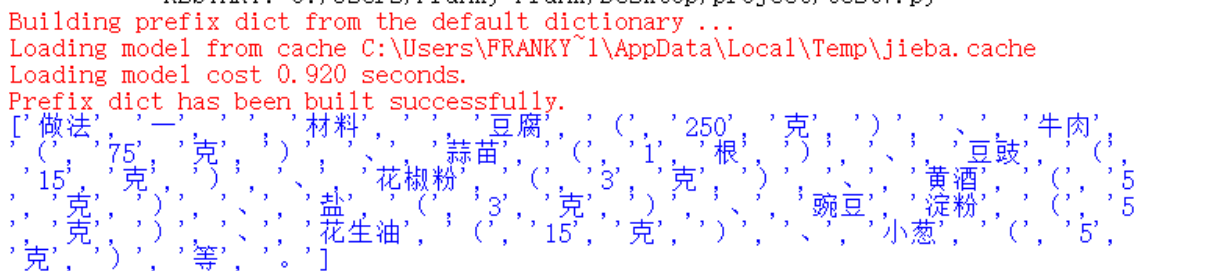 Building prefix dict from the default dictionary ...
Loading model from cache C:\Users\FRANKY~1\AppData\Local\Temp\jieba.cache
Loading model cost 0.920 seconds.
Prefix dict has been built successfully.
['做法', '一', ' ', '材料', ' ', '豆腐', '(', '250', '克', ')', '、', '牛肉',
'(', '75', '克', ')', '、', '蒜苗', '(', '1', '根', ')', '、', '豆豉', '(',
'15', '克', ')', '、', '花椒粉', '(', '3', '克', ')', '、', '黄酒', '(', '5
', '克', ')', '、', '盐', '(', '3', '克', ')', '、', '豌豆', '淀粉', '(', '5
', '克', ')', '、', '花生油', '(', '15', '克', ')', '、', '小葱', '(', '5',
'克', ')', '等', '。']